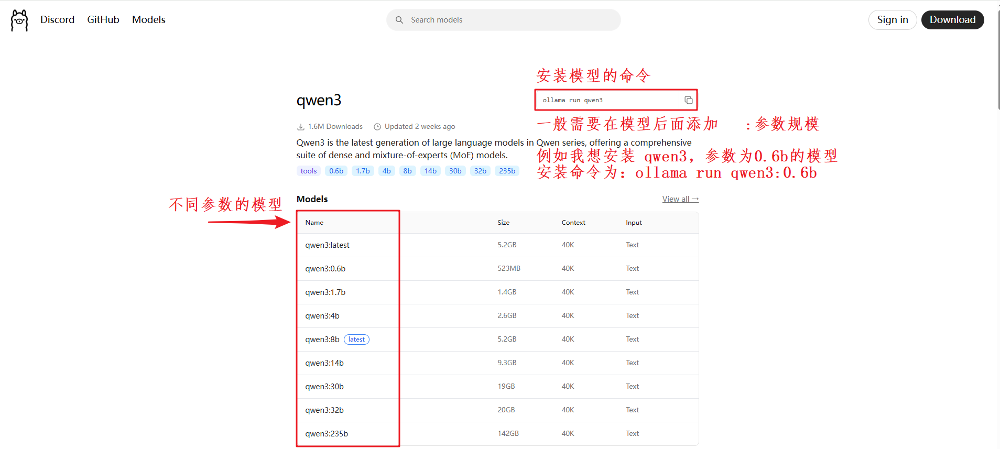 Discord GitHub Models Search models Sign in Download
安装模型的命令
qwen3
ollama run qwen3
一般需要在模型后面添加 :参数规模
1.6M Downloads Updated 2 weeks ago
Qwen3 is the latest generation of large language models in Qwen series, offering a comprehensive
suite of dense and mixture-of-experts (MoE) models.
例如我想安装 qwen3，参数为0.6b的模型
安装命令为：ollama run qwen3:0.6b
tools 0.6b 1.7b 4b 8b 14b 30b 32b 235b
不同参数的模型
Models View all →
Name Size Context Input
qwen3:latest 5.2GB 40K Text
qwen3:0.6b 523MB 40K Text
qwen3:1.7b 1.4GB 40K Text
qwen3:4b 2.6GB 40K Text
qwen3:8b latest 5.2GB 40K Text
qwen3:14b 9.3GB 40K Text
qwen3:30b 19GB 40K Text
qwen3:32b 20GB 40K Text
qwen3:235b 142GB 40K Text